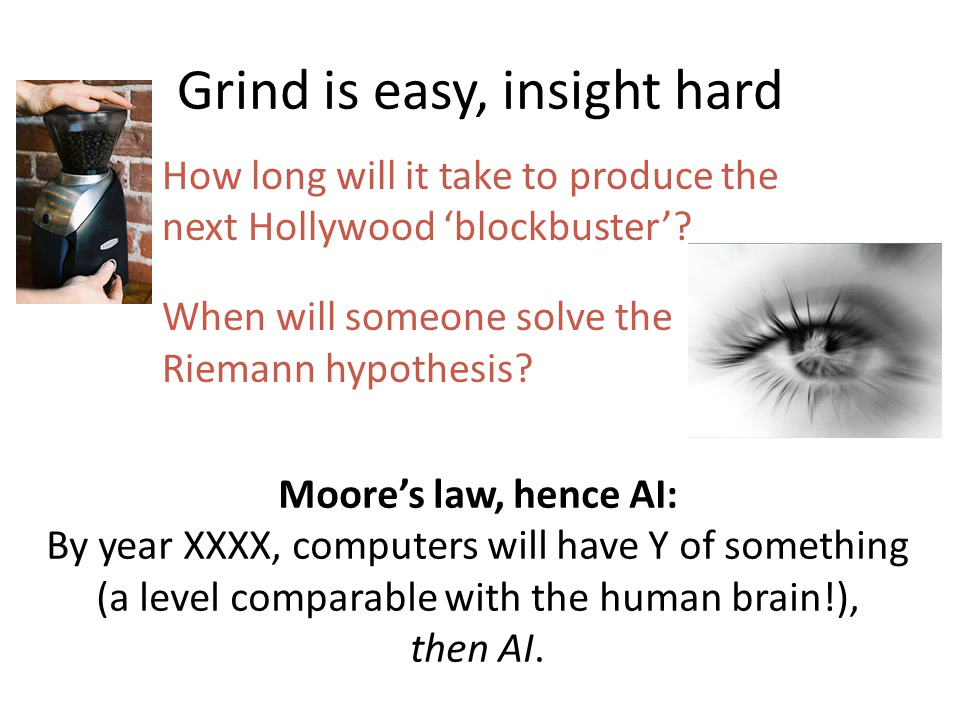 Grind is easy, insight hard
How long will it take to produce the
next Hollywood ‘blockbuster’?
When will someone solve the
Riemann hypothesis?
Moore’s law, hence AI:
By year XXXX, computers will have Y of something
(a level comparable with the human brain!),
then AI.